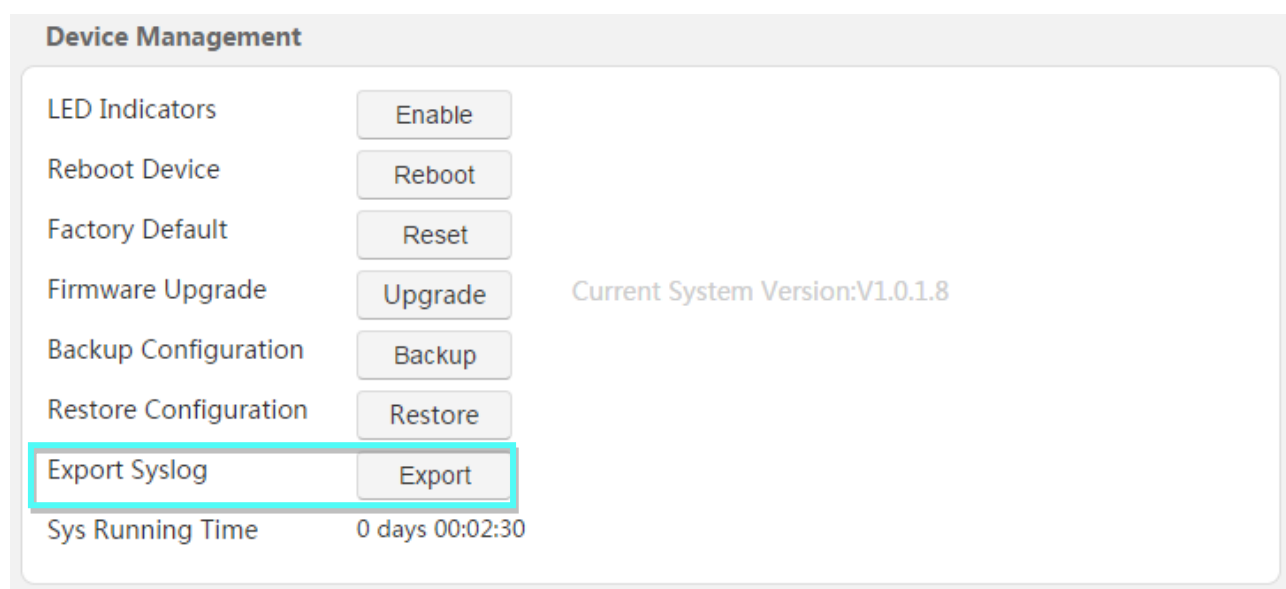 Device Management
LED Indicators Enable
Reboot Device Reboot
Factory Default Reset
Firmware Upgrade Upgrade Current System Version:V1.0.1.8
Backup Configuration Backup
Restore Configuration Restore
Export Syslog Export
Sys Running Time 0 days 00:02:30